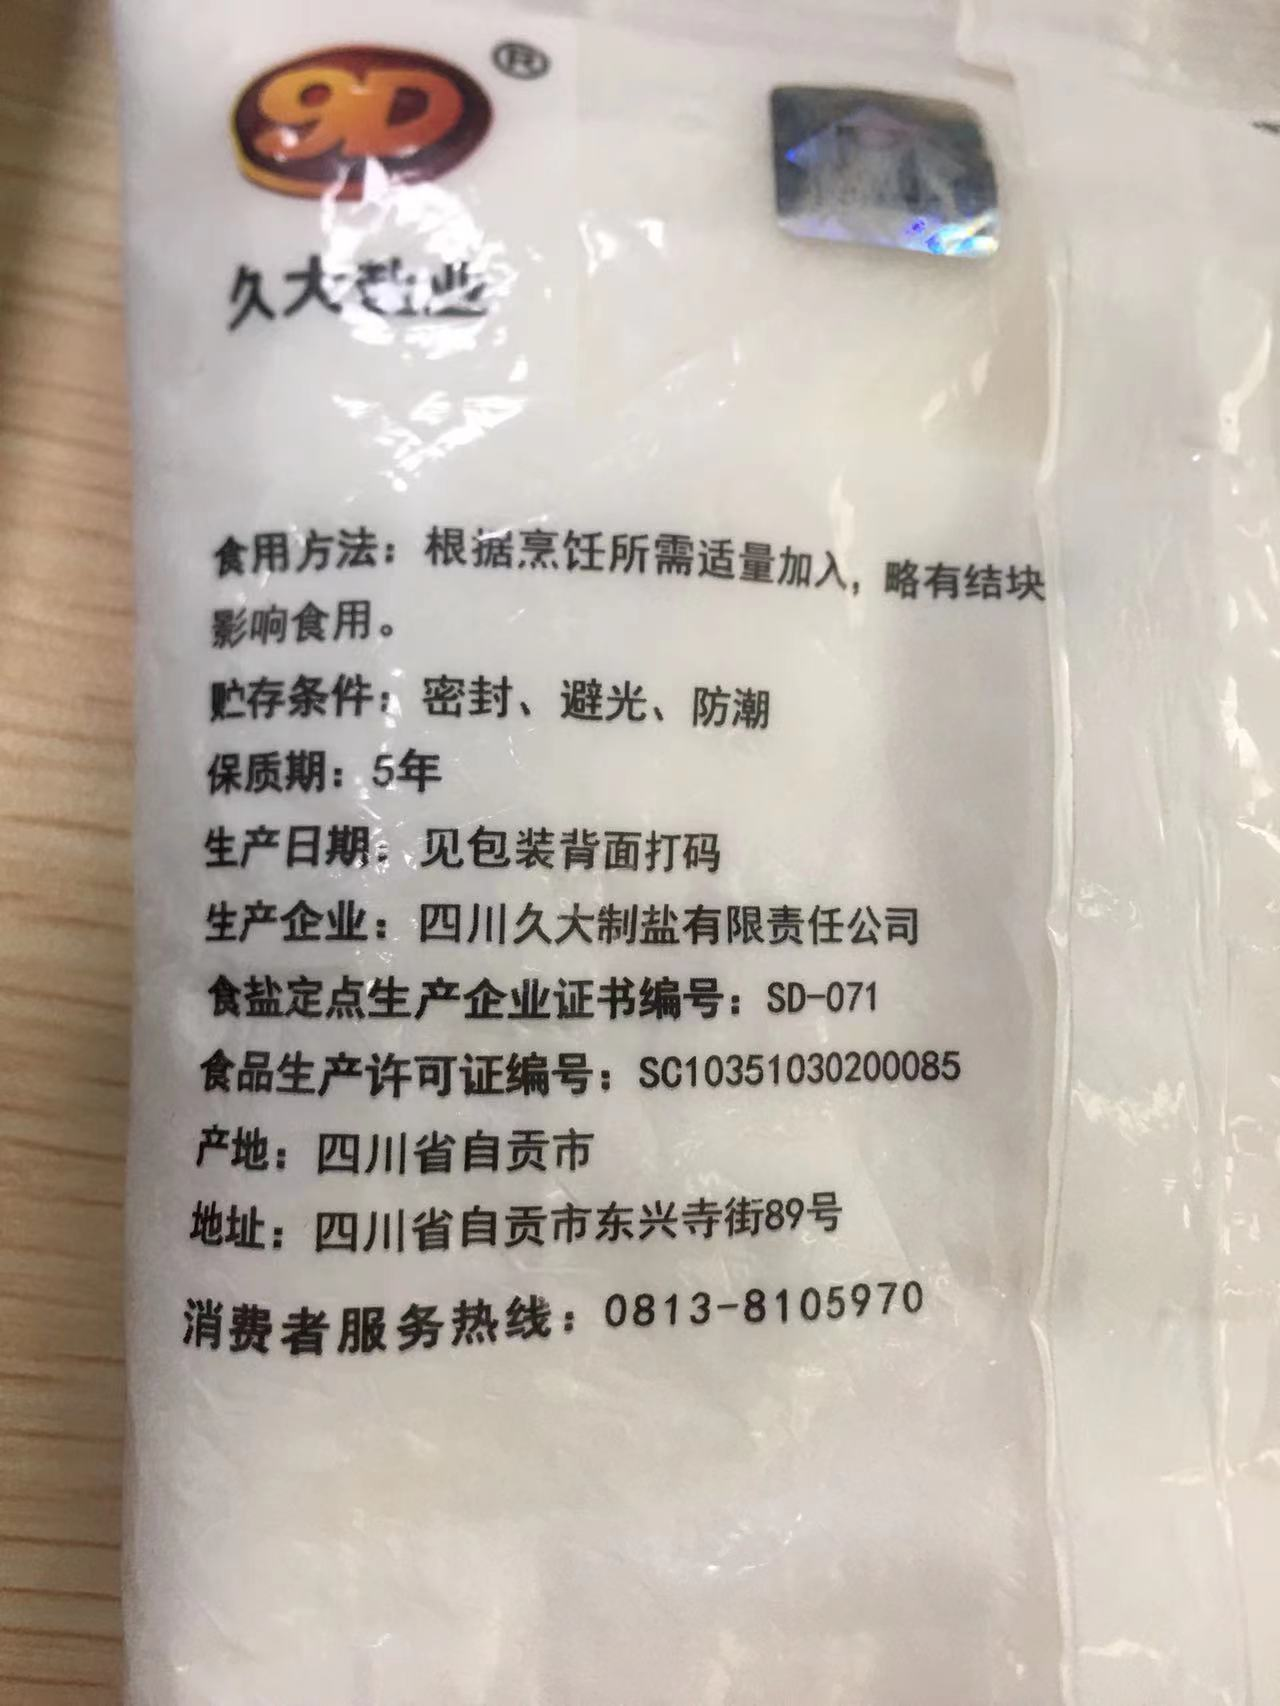 9D ®
久大盐业
食用方法：根据烹饪所需适量加入，略有结块
影响食用。
贮存条件：密封、避光、防潮
保质期：5年
生产日期：见包装背面打码
生产企业：四川久大制盐有限责任公司
食盐定点生产企业证书编号：SD-071
食品生产许可证编号：SC10351030200085
产地：四川省自贡市
地址：四川省自贡市东兴寺街89号
消费者服务热线：0813-8105970